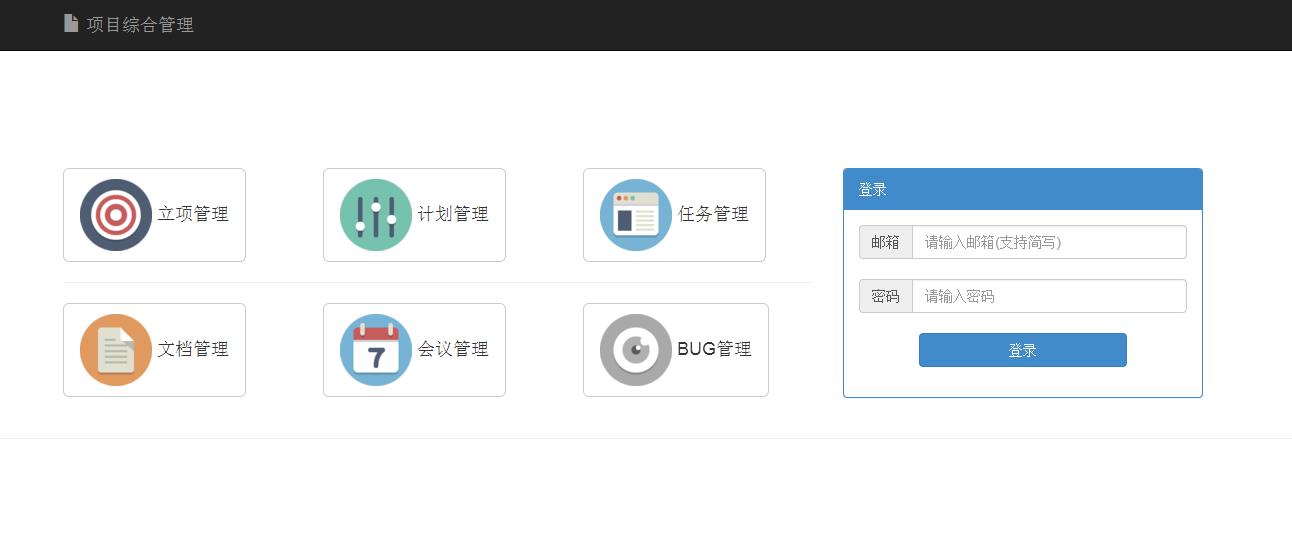 项目综合管理
立项管理
计划管理
任务管理
文档管理
7
会议管理
BUG管理
登录
邮箱 请输入邮箱(支持简写)
密码 请输入密码
登录